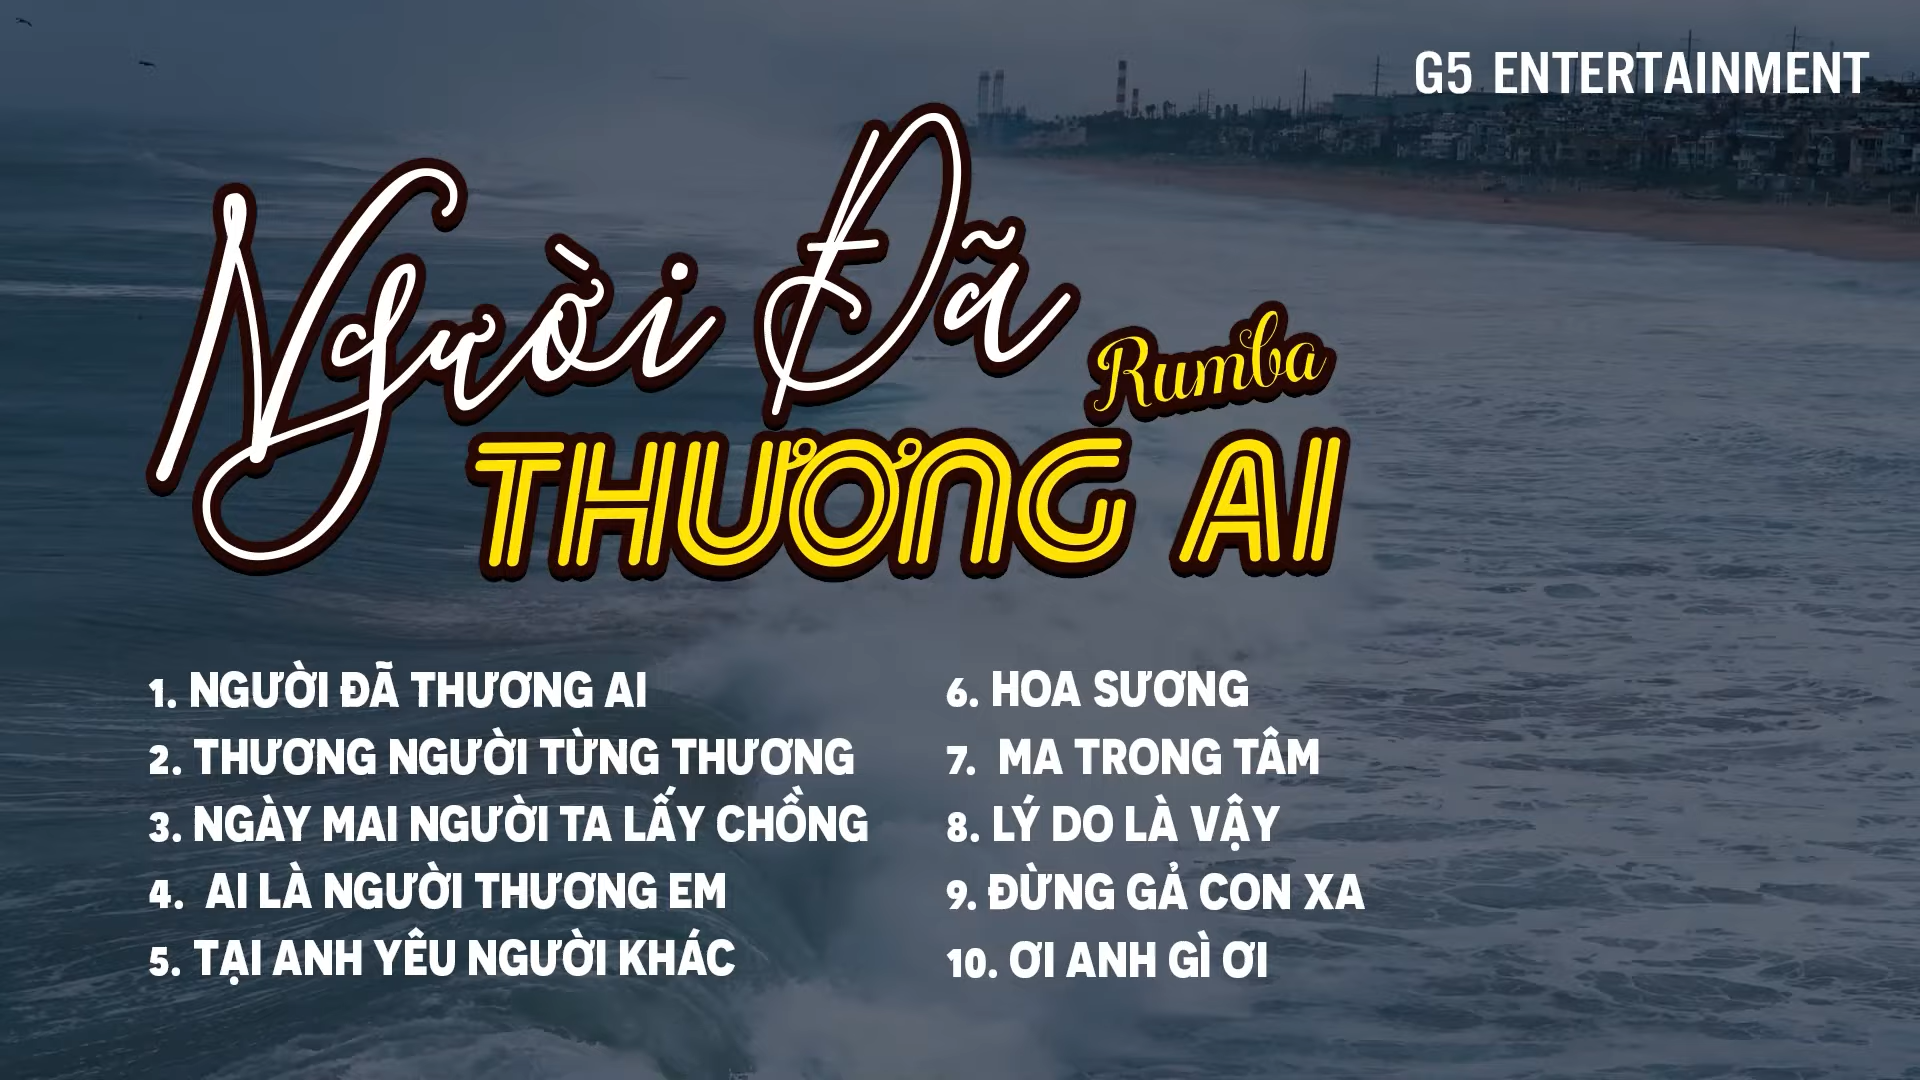 G5 ENTERTAINMENT
Người Đã
Rumba
THƯƠNG AI
1. NGƯỜI ĐÃ THƯƠNG AI
2. THƯƠNG NGƯỜI TỪNG THƯƠNG
3. NGÀY MAI NGƯỜI TA LẤY CHỒNG
4. AI LÀ NGƯỜI THƯƠNG EM
5. TẠI ANH YÊU NGƯỜI KHÁC
6. HOA SƯƠNG
7. MA TRONG TÂM
8. LÝ DO LÀ VẬY
9. ĐỪNG GẢ CON XA
10. ƠI ANH GÌ ƠI